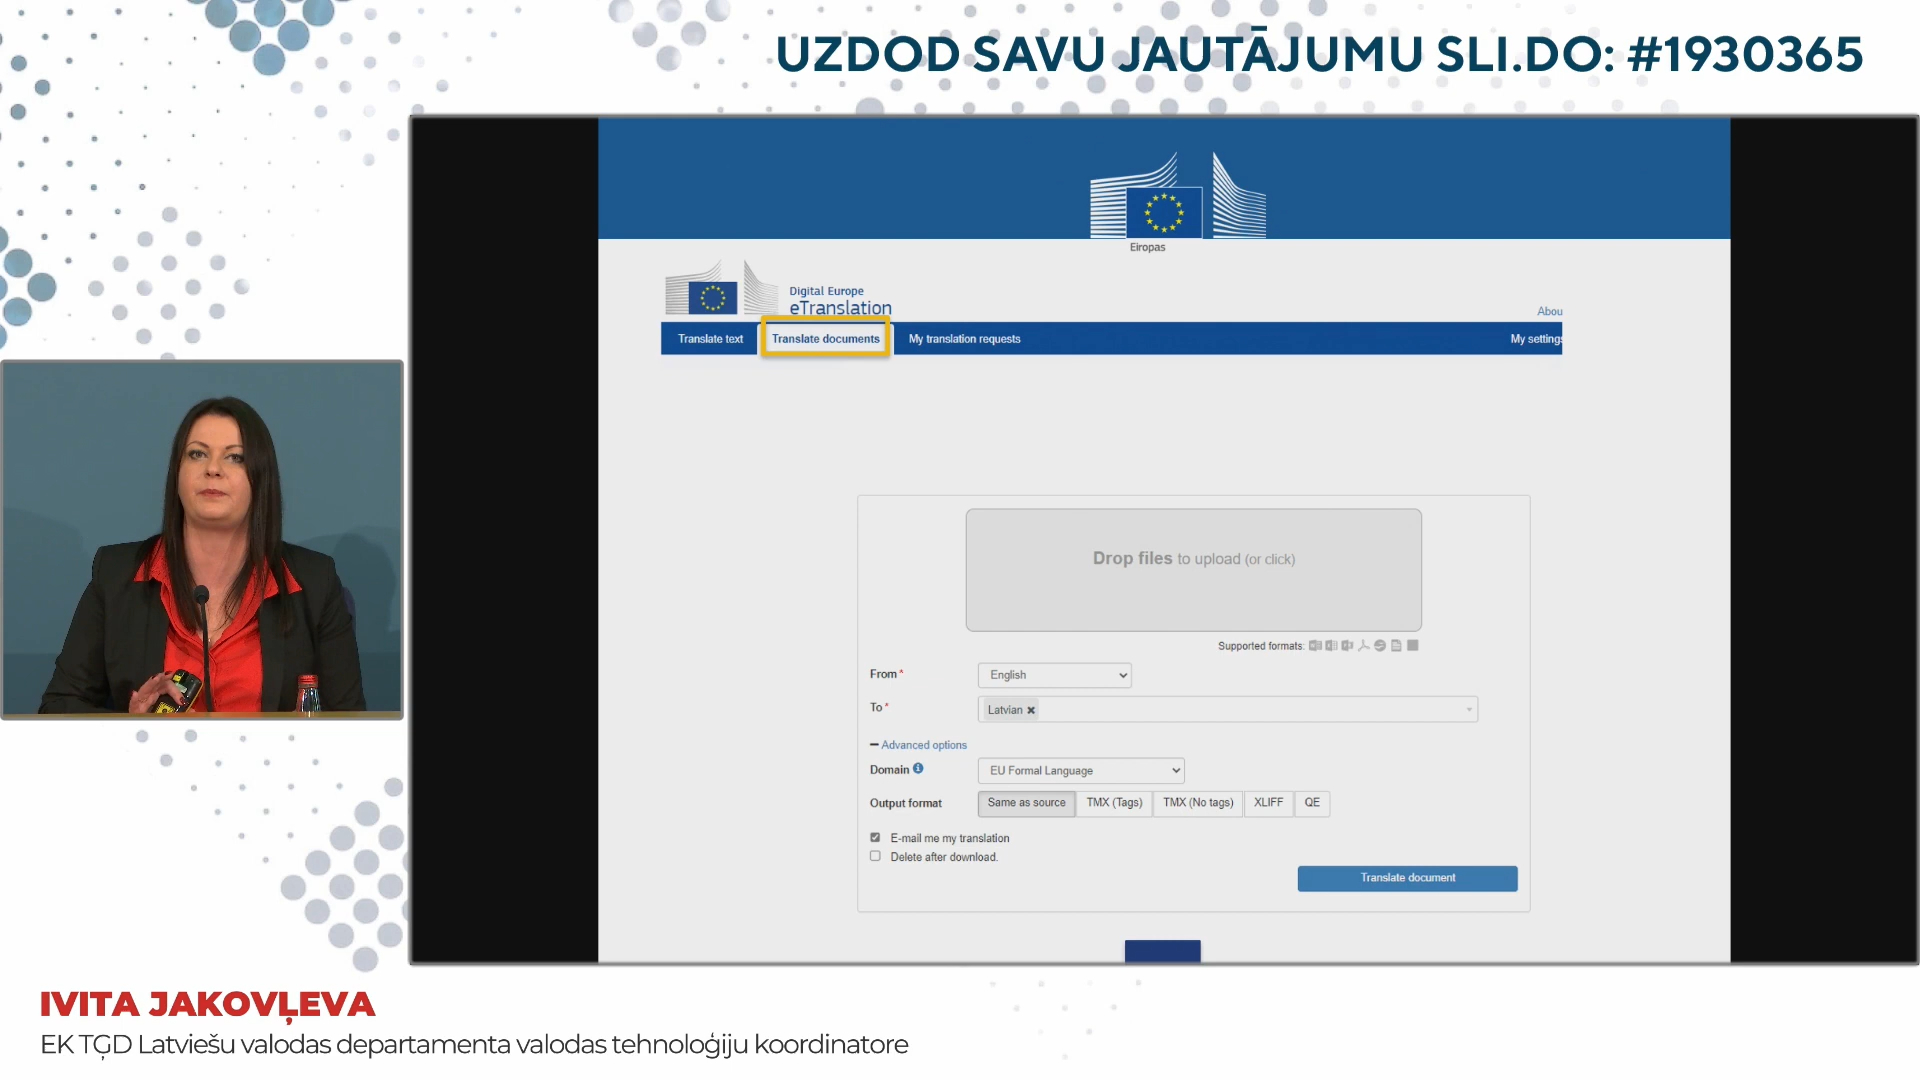 UZDOD SAVU JAUTĀJUMU SLI.DO: #1930365
Eiropas
Digital Europe
eTranslation
Abou
Translate text
Translate documents
My translation requests
My settings
Drop files to upload (or click)
Supported formats:
From *
English
To *
Latvian ✖
Advanced options
Domain
EU Formal Language
Output format
Same as source
TMX (Tags)
TMX (No tags)
XLIFF
QE
E-mail me my translation
Delete after download.
Translate document
IVITA JAKOVĻEVA
EK TĢD Latviešu valodas departamenta valodas tehnoloģiju koordinatore